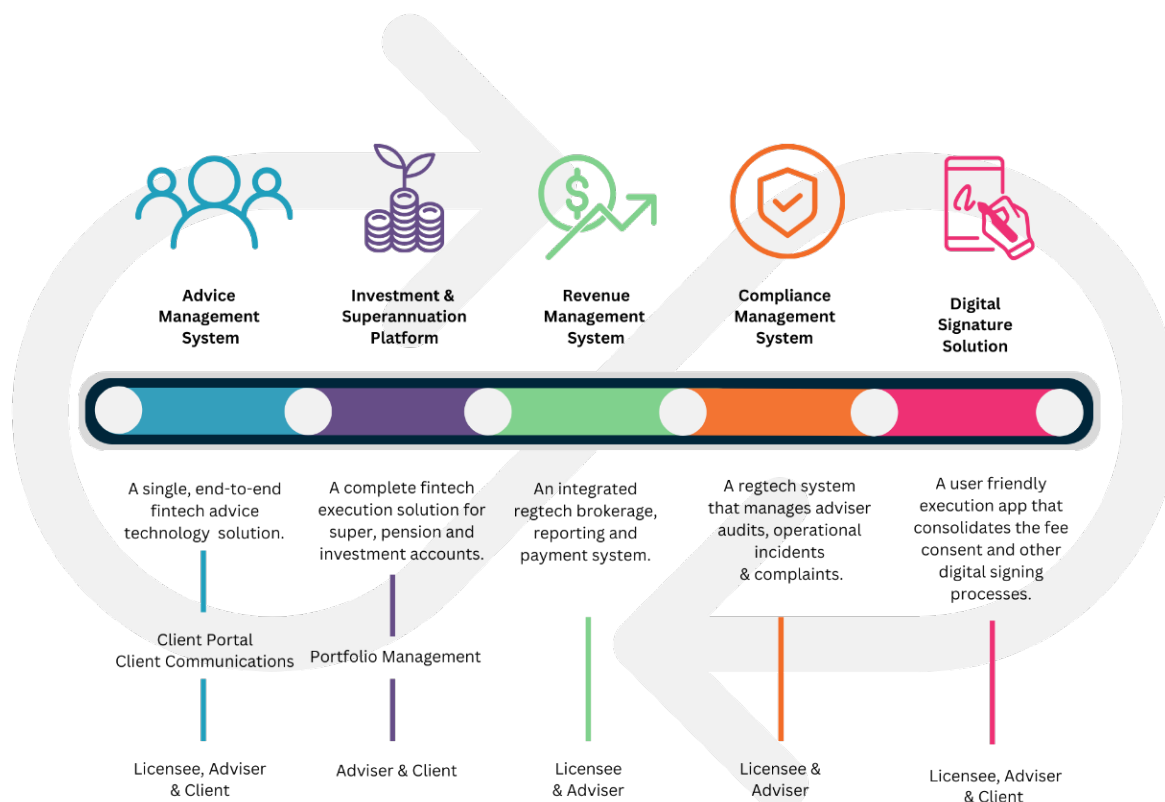 Advice
Management
System
Investment &
Superannuation
Platform
Revenue
Management
System
Compliance
Management
System
Digital
Signature
Solution
A single, end-to-end
fintech advice
technology solution.
A complete fintech
execution solution for
super, pension and
investment accounts.
An integrated
regtech brokerage,
reporting and
payment system.
A regtech system
that manages adviser
audits, operational
incidents
& complaints.
A user friendly
execution app that
consolidates the fee
consent and other
digital signing
processes.
Client Portal
Client Communications
Portfolio Management
Licensee, Adviser
& Client
Adviser & Client
Licensee
& Adviser
Licensee &
Adviser
Licensee, Adviser
& Client